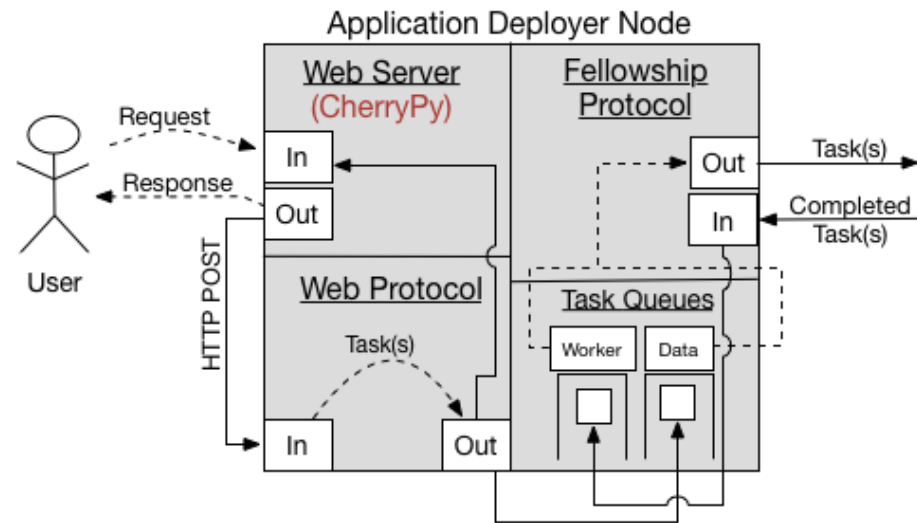 Application Deployer Node
Web Server
(CherryPy)
Fellowship
Protocol
Request
In
Response
Out
User
HTTP POST
Out
Task(s)
In
Completed
Task(s)
Web Protocol
Task(s)
In
Out
Task Queues
Worker
Data